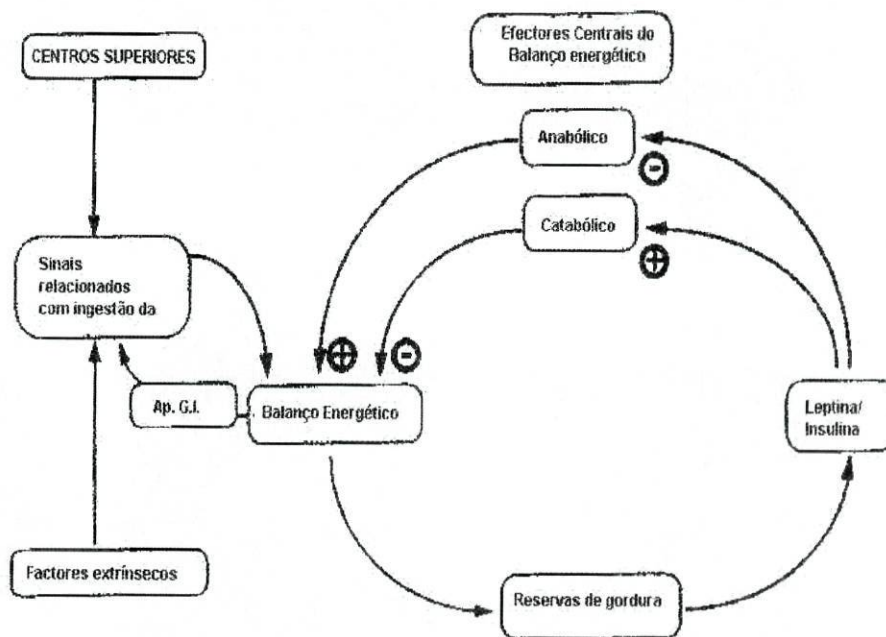 CENTROS SUPERIORES
Efectores Centrais do
Balanço energético
Anabólico
Catabólico
Sinais
relacionados
com ingestão da
Ap. G.I.
Balanço Energético
Leptina/
Insulina
Factores extrínsecos
Reservas de gordura